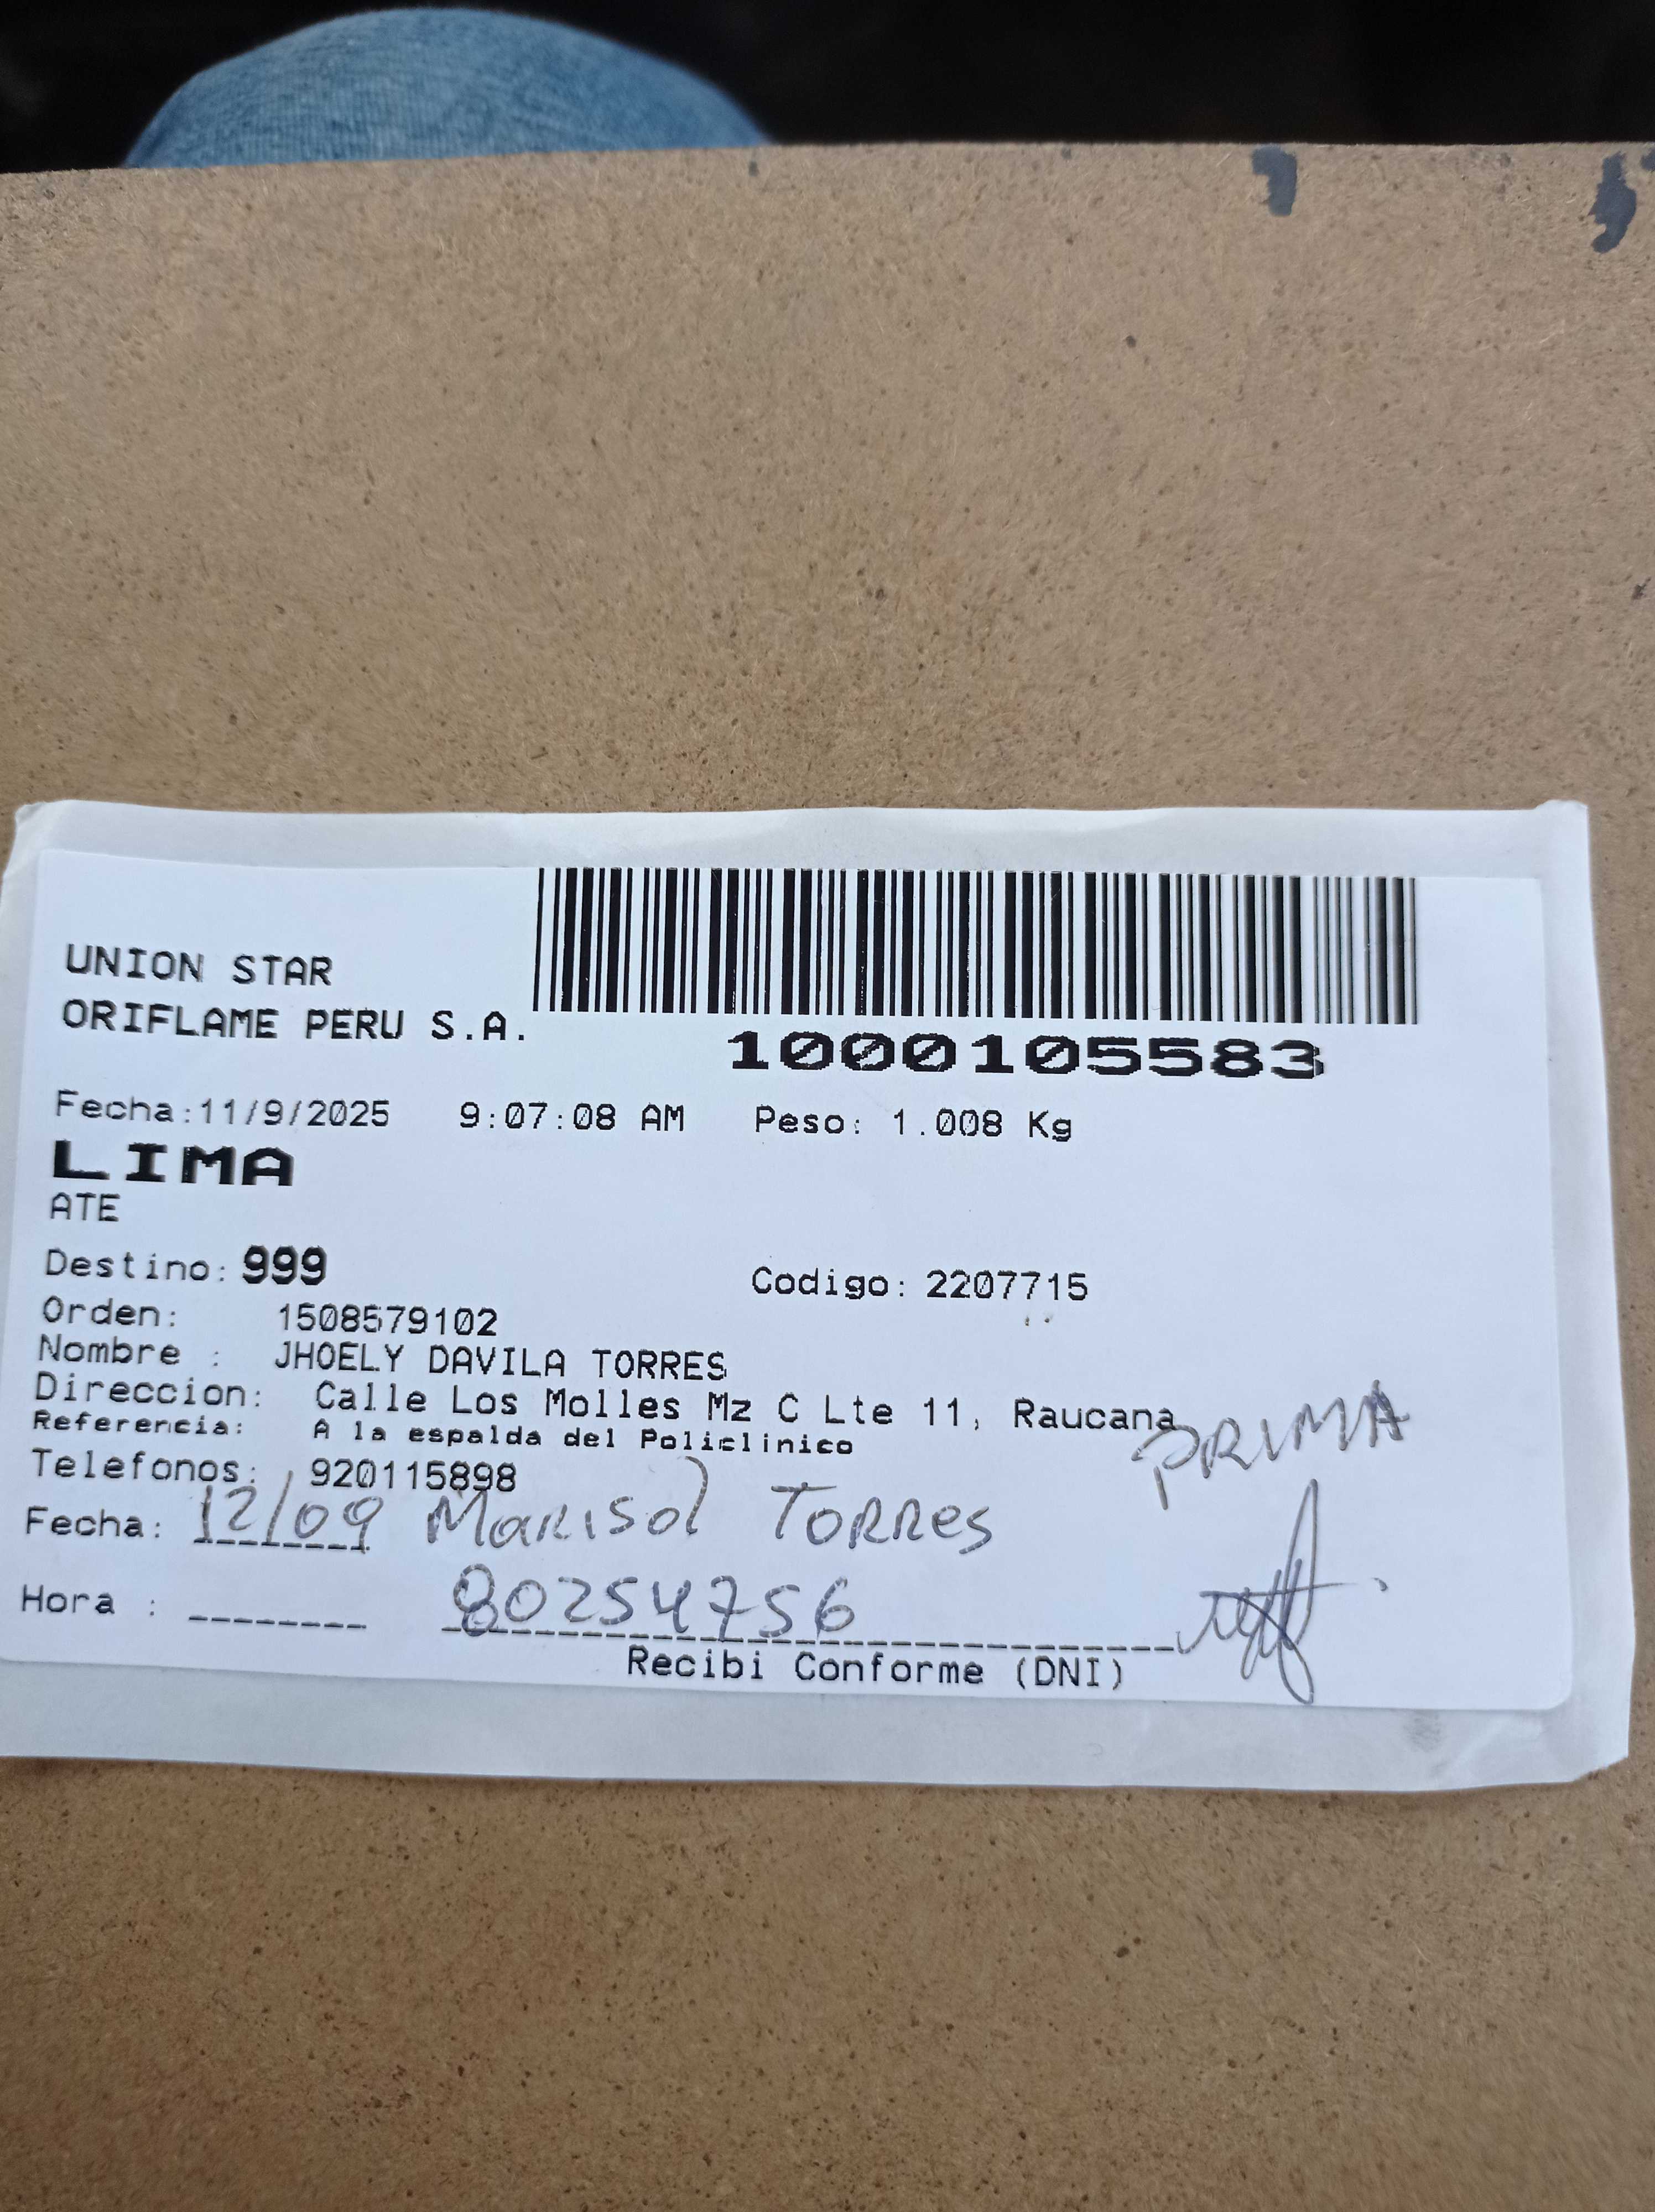 UNION STAR
ORIFLAME PERU S.A.
1000105583
Fecha:11/9/2025 9:07:08 AM Peso: 1.008 Kg
LIMA
ATE
Destino: 999 Codigo: 2207715
Orden: 1508579102
Nombre : JHOELY DAVILA TORRES
Direccion: Calle Los Molles Mz C Lte 11, Raucana
Referencia: A la espalda del Policlinico
PRIMA
Telefonos: 920115898
Fecha: 12/09 Marisol Torres
Hora : 80254756
Recibi Conforme (DNI)